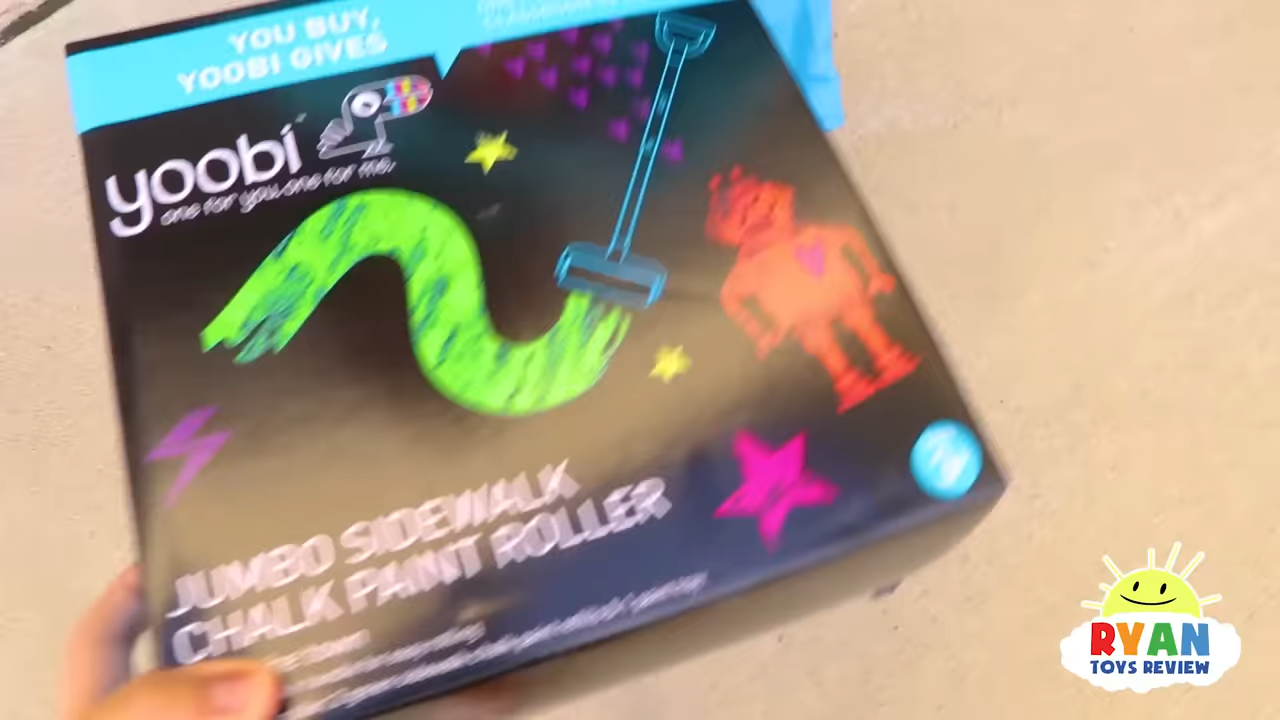 YOU BUY,
YOOBI GIVES
yoobi
one for you. one for me.
JUMBO SIDEWALK
CHALK PAINT ROLLER
RYAN
TOYS REVIEW